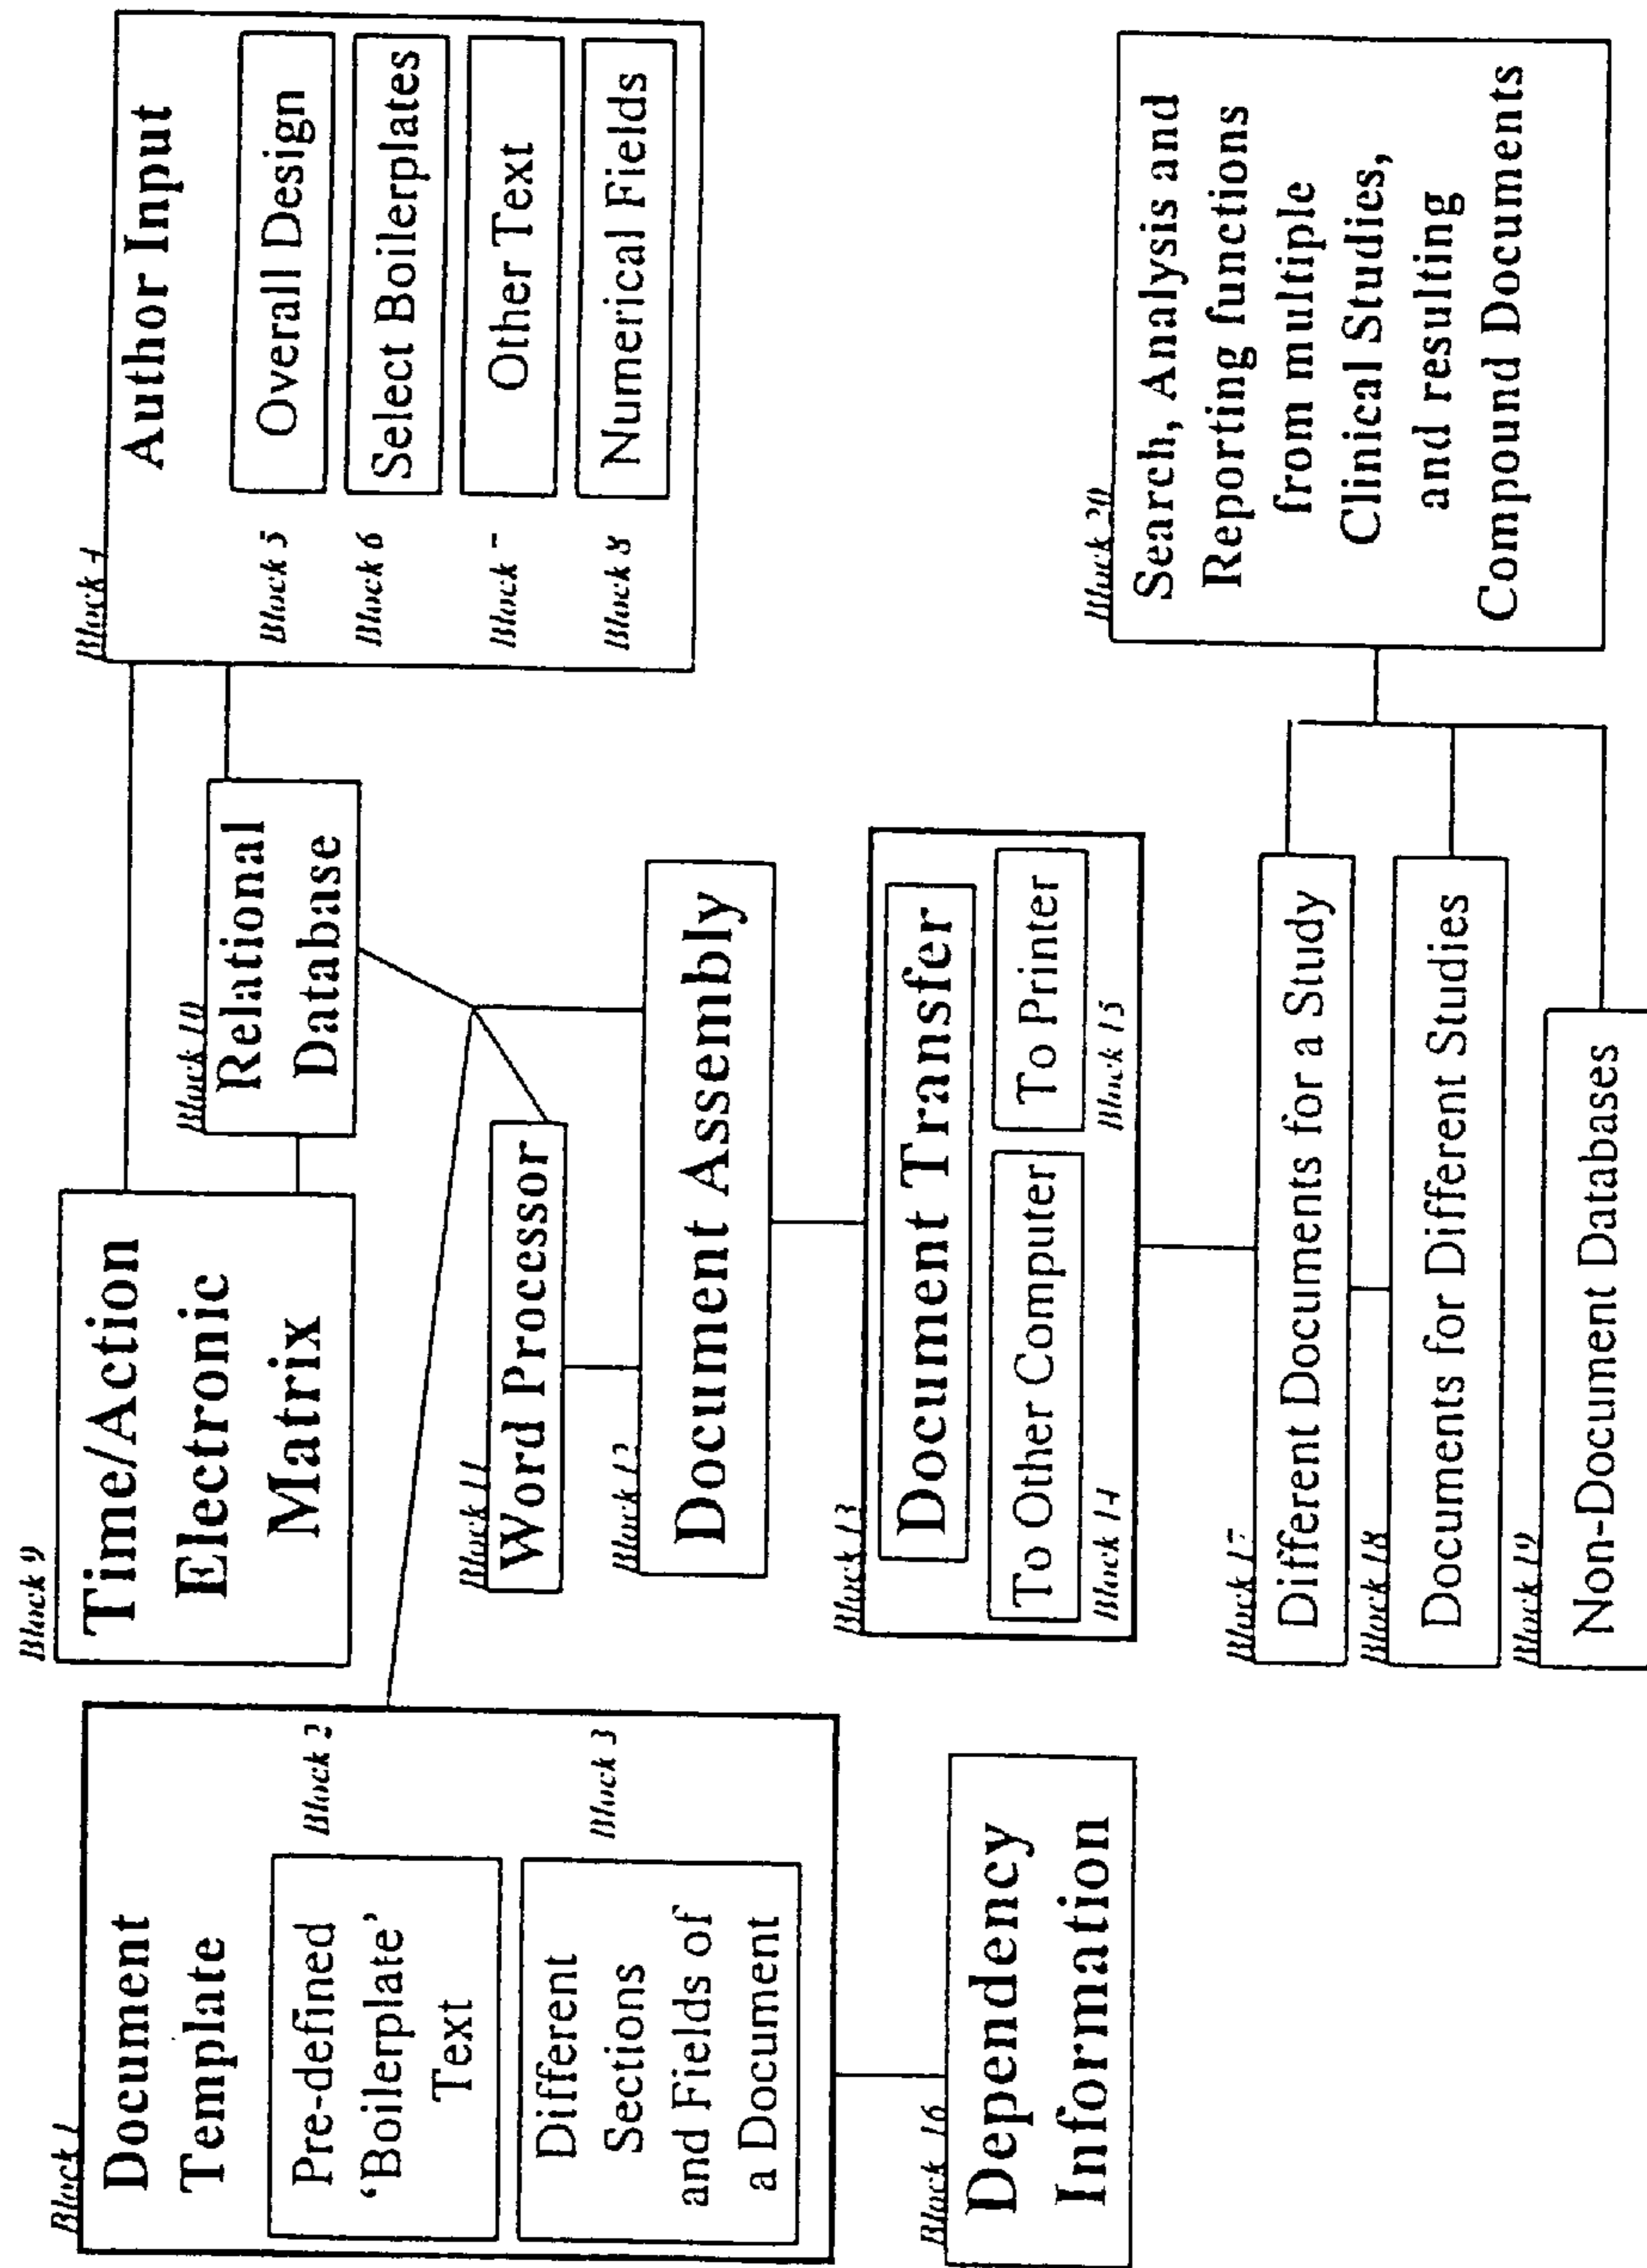 Block 1
Document
Template
Pre-defined
'Boilerplate'
Text
Block 2
Different
Sections
and Fields of
a Document
Block 3
Block 16
Dependency
Information
Block 9
Time/Action
Electronic
Matrix
Block 10
Relational
Database
Block 11
Word Processor
Block 12
Document Assembly
Block 13
Document Transfer
To Other Computer
To Printer
Block 14
Block 15
Block 17
Different Documents for a Study
Block 18
Documents for Different Studies
Block 19
Non-Document Databases
Block 4
Author Input
Block 5
Overall Design
Block 6
Select Boilerplates
Block 7
Other Text
Block 8
Numerical Fields
Block 20
Search, Analysis and
Reporting functions
from multiple
Clinical Studies,
and resulting
Compound Documents